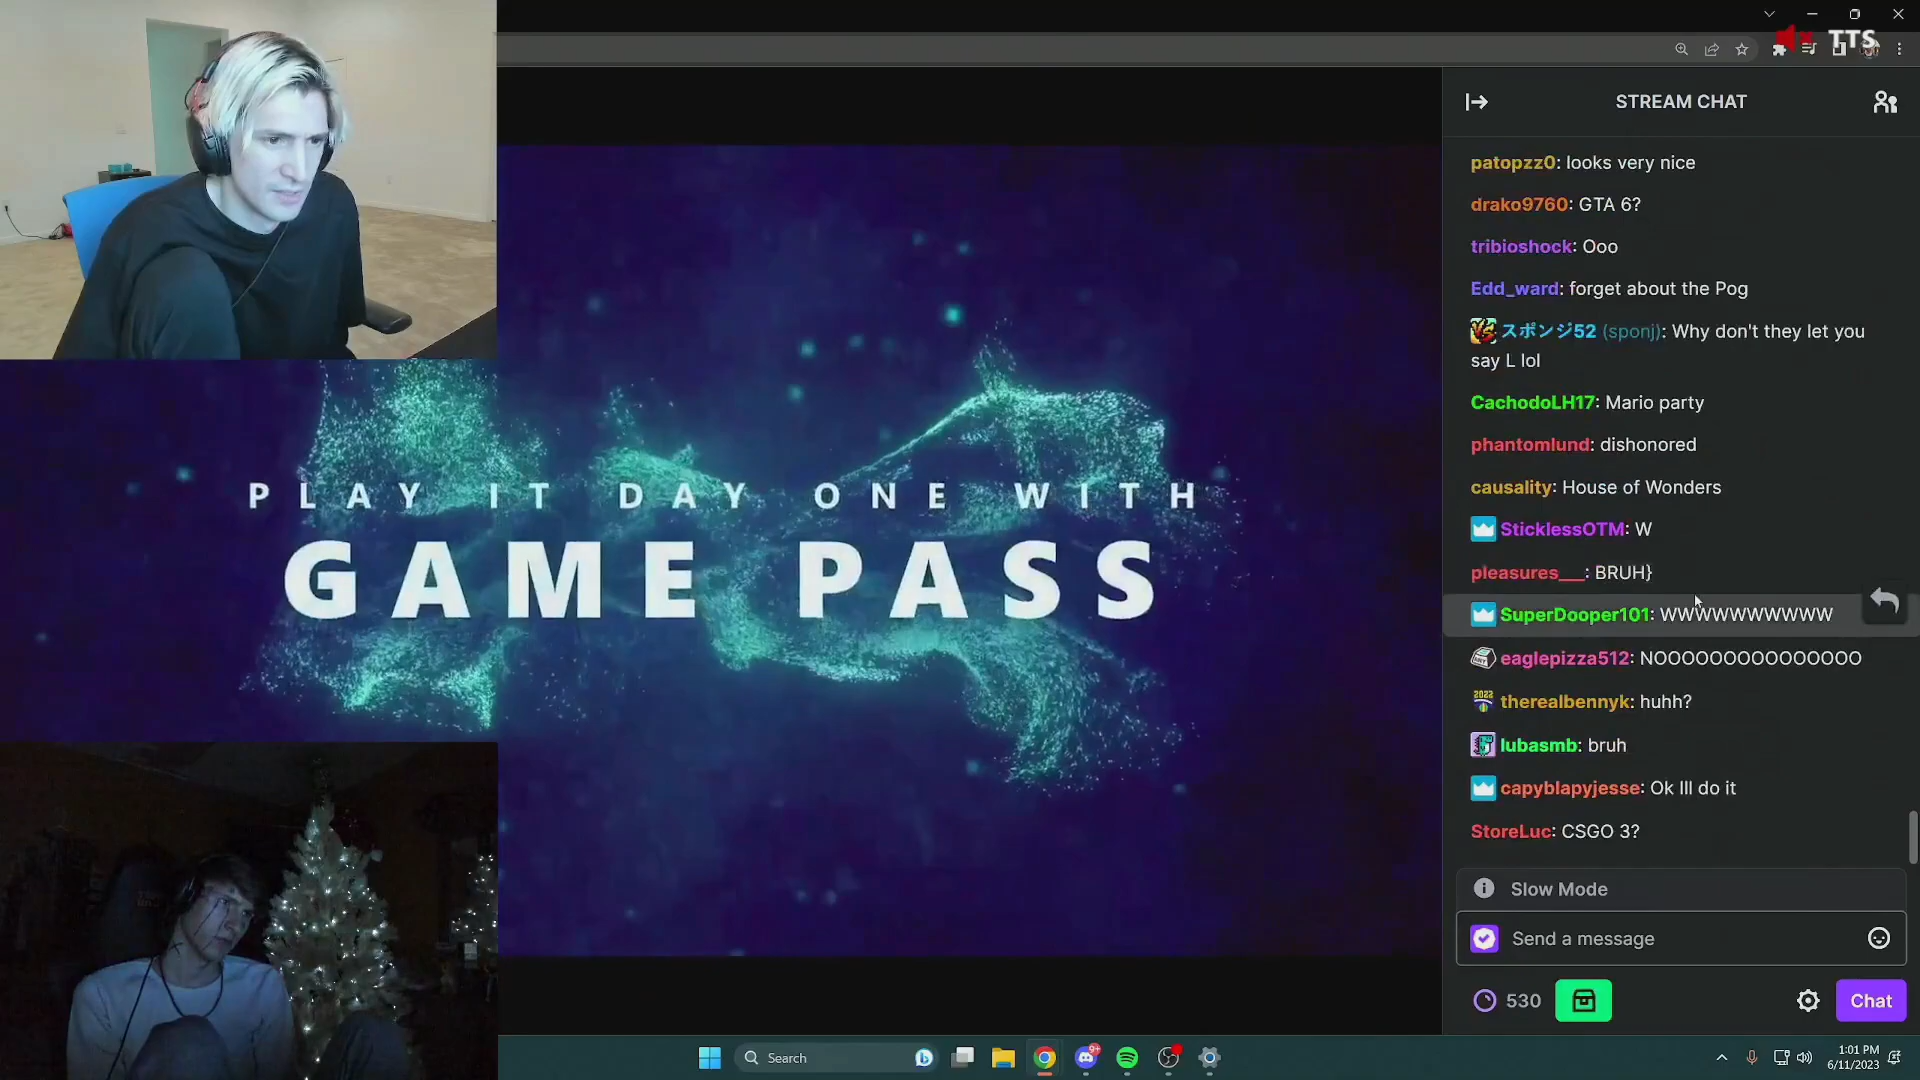 TTS
STREAM CHAT
patopzz0: looks very nice
drako9760: GTA 6?
tribioshock: Ooo
Edd_ward: forget about the Pog
スポンジ52 (sponj): Why don't they let you
say L lol
CachodoLH17: Mario party
phantomlund: dishonored
causality: House of Wonders
SticklessOTM: W
pleasures___: BRUH}
SuperDooper101: WWWWWWWWWW
eaglepizza512: NOOOOOOOOOOOOOOO
therealbennyk: huhh?
lubasmb: bruh
capyblapyjesse: Ok Ill do it
StoreLuc: CSGO 3?
Slow Mode
Send a message
530
Chat
PLAY IT DAY ONE WITH
GAME PASS
Search
9+
1:01 PM
6/11/2023